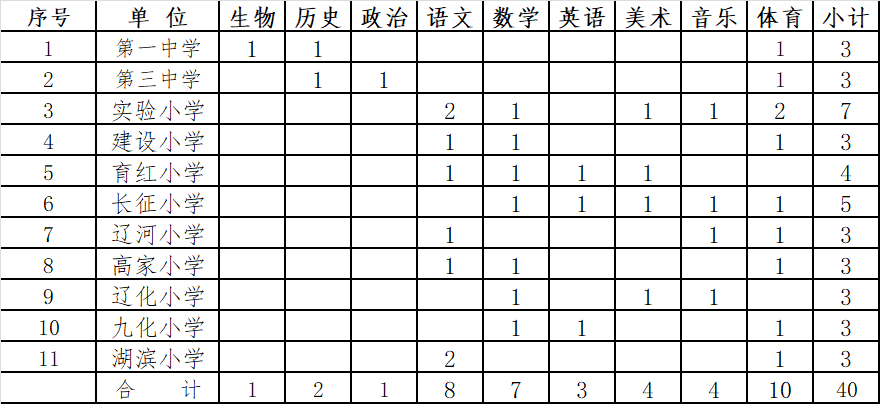 序号 单 位 生物 历史 政治 语文 数学 英语 美术 音乐 体育 小计
1 第一中学 1 1 1 3
2 第三中学 1 1 1 3
3 实验小学 2 1 1 1 2 7
4 建设小学 1 1 1 3
5 育红小学 1 1 1 1 4
6 长征小学 1 1 1 1 1 5
7 辽河小学 1 1 1 3
8 高家小学 1 1 1 3
9 辽化小学 1 1 1 3
10 九化小学 1 1 1 3
11 湖滨小学 2 1 3
合 计 1 2 1 8 7 3 4 4 10 40